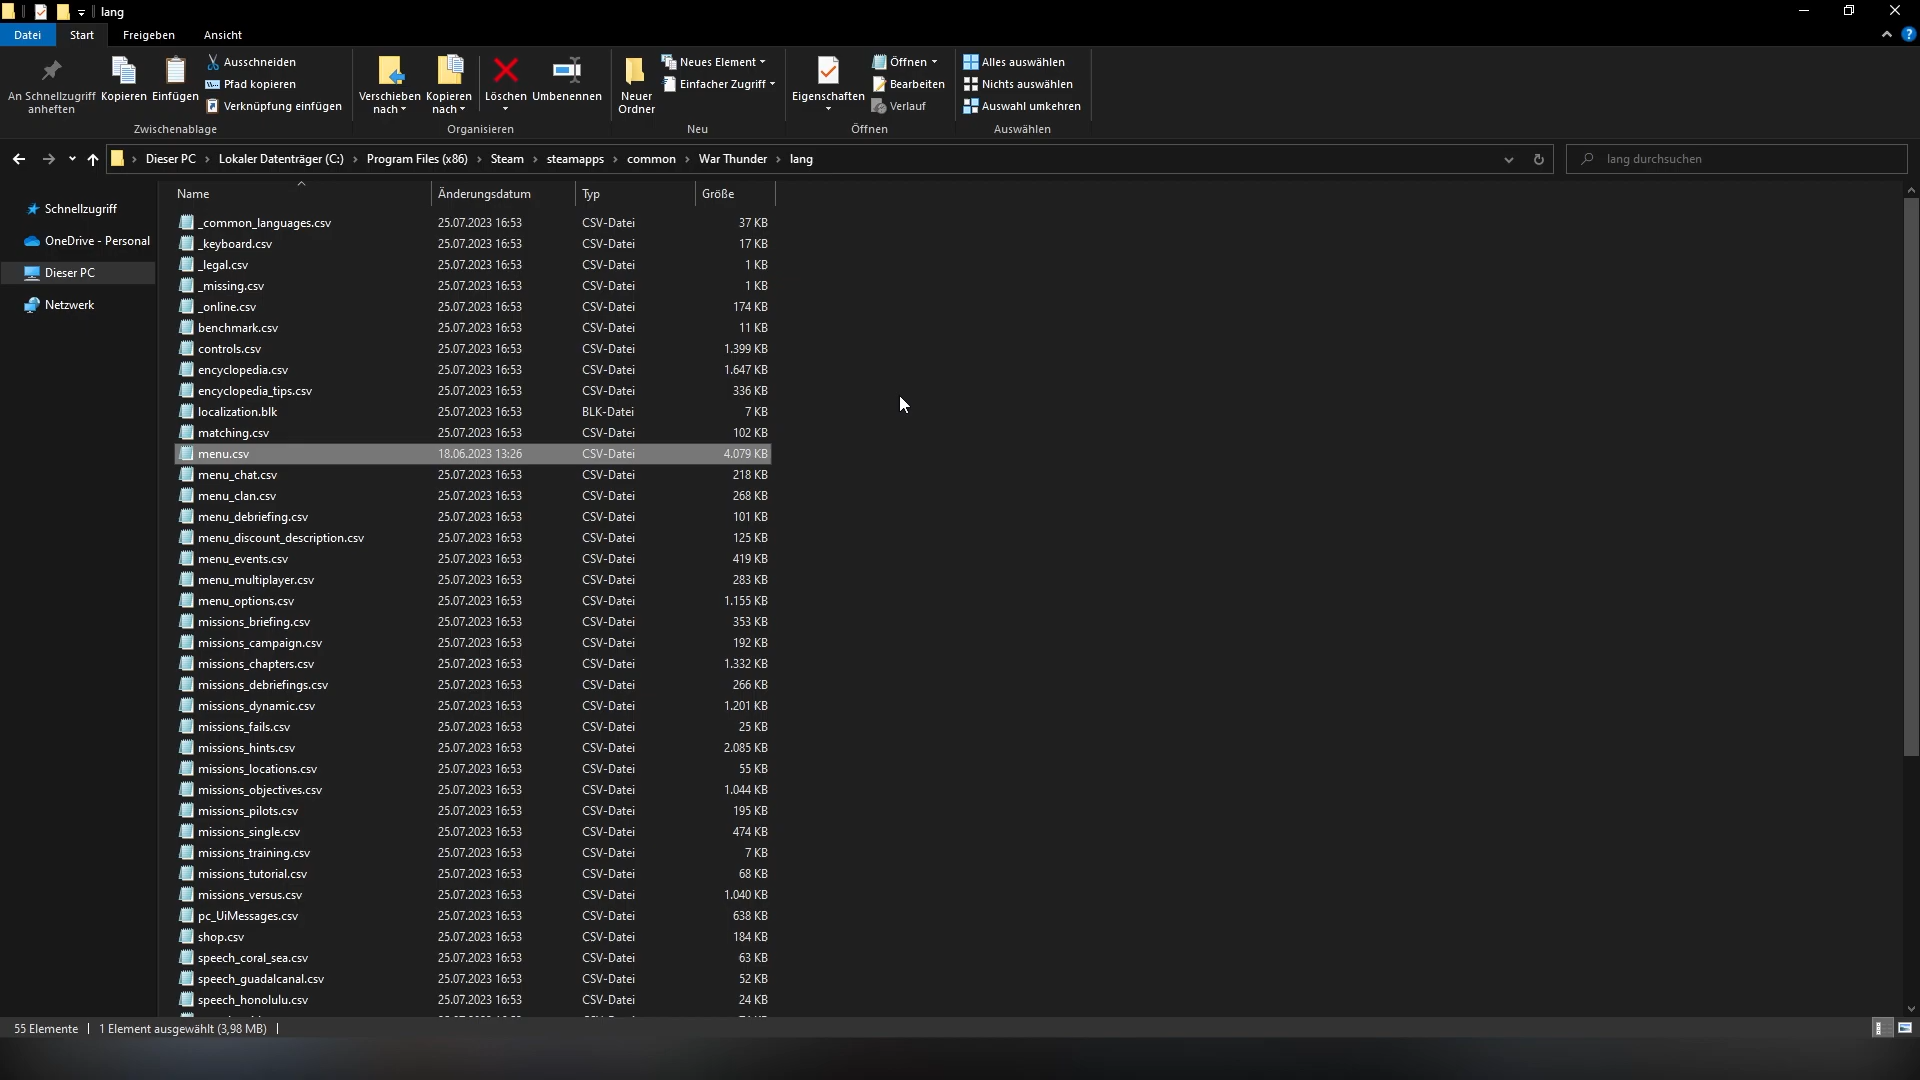 lang
Datei Start Freigeben Ansicht
An Schnellzugriff anheften
Kopieren
Einfügen
Ausschneiden
Pfad kopieren
Verknüpfung einfügen
Zwischenablage
Verschieben nach
Kopieren nach
Löschen
Umbenennen
Organisieren
Neuer Ordner
Neues Element
Einfacher Zugriff
Neu
Eigenschaften
Öffnen
Bearbeiten
Verlauf
Öffnen
Alles auswählen
Nichts auswählen
Auswahl umkehren
Auswählen
Dieser PC › Lokaler Datenträger (C:) › Program Files (x86) › Steam › steamapps › common › War Thunder › lang
lang durchsuchen
Schnellzugriff
OneDrive - Personal
Dieser PC
Netzwerk
Name Änderungsdatum Typ Größe
_common_languages.csv 25.07.2023 16:53 CSV-Datei 37 KB
_keyboard.csv 25.07.2023 16:53 CSV-Datei 17 KB
_legal.csv 25.07.2023 16:53 CSV-Datei 1 KB
_missing.csv 25.07.2023 16:53 CSV-Datei 1 KB
_online.csv 25.07.2023 16:53 CSV-Datei 174 KB
benchmark.csv 25.07.2023 16:53 CSV-Datei 11 KB
controls.csv 25.07.2023 16:53 CSV-Datei 1.399 KB
encyclopedia.csv 25.07.2023 16:53 CSV-Datei 1.647 KB
encyclopedia_tips.csv 25.07.2023 16:53 CSV-Datei 336 KB
localization.blk 25.07.2023 16:53 BLK-Datei 7 KB
matching.csv 25.07.2023 16:53 CSV-Datei 102 KB
menu.csv 18.06.2023 13:26 CSV-Datei 4.079 KB
menu_chat.csv 25.07.2023 16:53 CSV-Datei 218 KB
menu_clan.csv 25.07.2023 16:53 CSV-Datei 268 KB
menu_debriefing.csv 25.07.2023 16:53 CSV-Datei 101 KB
menu_discount_description.csv 25.07.2023 16:53 CSV-Datei 125 KB
menu_events.csv 25.07.2023 16:53 CSV-Datei 419 KB
menu_multiplayer.csv 25.07.2023 16:53 CSV-Datei 283 KB
menu_options.csv 25.07.2023 16:53 CSV-Datei 1.155 KB
missions_briefing.csv 25.07.2023 16:53 CSV-Datei 353 KB
missions_campaign.csv 25.07.2023 16:53 CSV-Datei 192 KB
missions_chapters.csv 25.07.2023 16:53 CSV-Datei 1.332 KB
missions_debriefings.csv 25.07.2023 16:53 CSV-Datei 266 KB
missions_dynamic.csv 25.07.2023 16:53 CSV-Datei 1.201 KB
missions_fails.csv 25.07.2023 16:53 CSV-Datei 25 KB
missions_hints.csv 25.07.2023 16:53 CSV-Datei 2.085 KB
missions_locations.csv 25.07.2023 16:53 CSV-Datei 55 KB
missions_objectives.csv 25.07.2023 16:53 CSV-Datei 1.044 KB
missions_pilots.csv 25.07.2023 16:53 CSV-Datei 195 KB
missions_single.csv 25.07.2023 16:53 CSV-Datei 474 KB
missions_training.csv 25.07.2023 16:53 CSV-Datei 7 KB
missions_tutorial.csv 25.07.2023 16:53 CSV-Datei 68 KB
missions_versus.csv 25.07.2023 16:53 CSV-Datei 1.040 KB
pc_UiMessages.csv 25.07.2023 16:53 CSV-Datei 638 KB
shop.csv 25.07.2023 16:53 CSV-Datei 184 KB
speech_coral_sea.csv 25.07.2023 16:53 CSV-Datei 63 KB
speech_guadalcanal.csv 25.07.2023 16:53 CSV-Datei 52 KB
speech_honolulu.csv 25.07.2023 16:53 CSV-Datei 24 KB
55 Elemente | 1 Element ausgewählt (3,98 MB) |